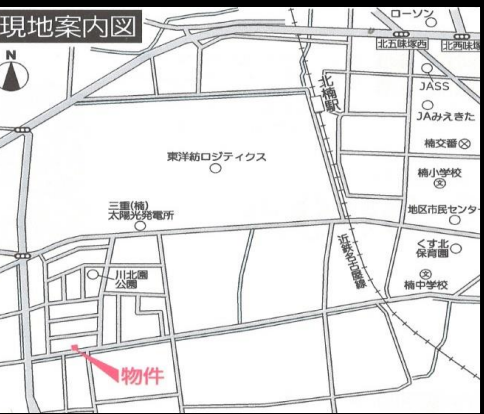 現地案内図
N
ローソン
北五味塚西
北西味塚
北楠駅
JASS
JAみえきた
楠交番
東洋紡ロジティクス
楠小学校
文
三重(楠)
太陽光発電所
地区市民センター
くす北
保育園
近鉄名古屋線
川北園
公園
文
楠中学校
物件